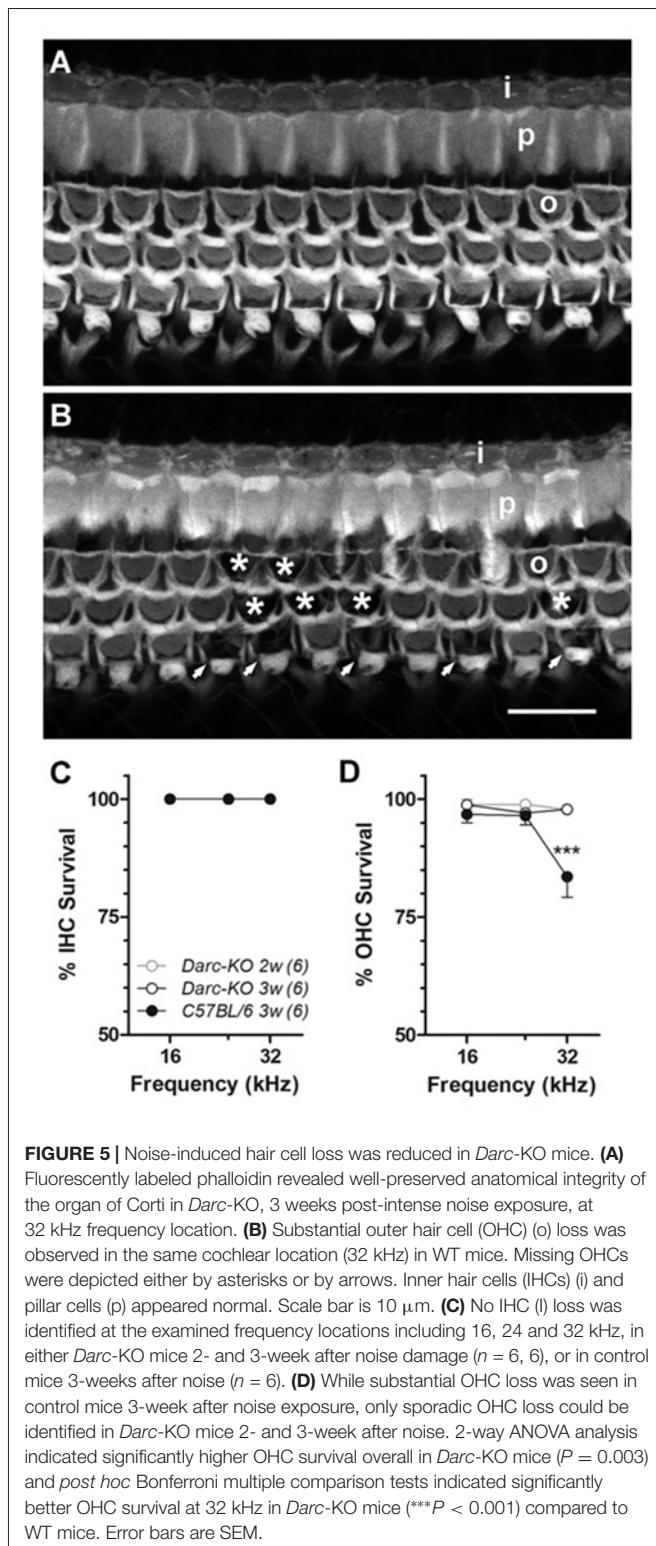 A
i
p
o
B
i
p
* *
o
* * * *
C
D
100
75
50
% IHC Survival
Darc-KO 2w (6)
Darc-KO 3w (6)
C57BL/6 3w (6)
16 32
Frequency (kHz)
100
75
50
% OHC Survival
***
16 32
Frequency (kHz)
FIGURE 5 | Noise-induced hair cell loss was reduced in Darc-KO mice. (A)
Fluorescently labeled phalloidin revealed well-preserved anatomical integrity of
the organ of Corti in Darc-KO, 3 weeks post-intense noise exposure, at
32 kHz frequency location. (B) Substantial outer hair cell (OHC) (o) loss was
observed in the same cochlear location (32 kHz) in WT mice. Missing OHCs
were depicted either by asterisks or by arrows. Inner hair cells (IHCs) (i) and
pillar cells (p) appeared normal. Scale bar is 10 μm. (C) No IHC (I) loss was
identified at the examined frequency locations including 16, 24 and 32 kHz, in
either Darc-KO mice 2- and 3-week after noise damage (n = 6, 6), or in control
mice 3-weeks after noise (n = 6). (D) While substantial OHC loss was seen in
control mice 3-week after noise exposure, only sporadic OHC loss could be
identified in Darc-KO mice 2- and 3-week after noise. 2-way ANOVA analysis
indicated significantly higher OHC survival overall in Darc-KO mice (P = 0.003)
and post hoc Bonferroni multiple comparison tests indicated significantly
better OHC survival at 32 kHz in Darc-KO mice (***P < 0.001) compared to
WT mice. Error bars are SEM.